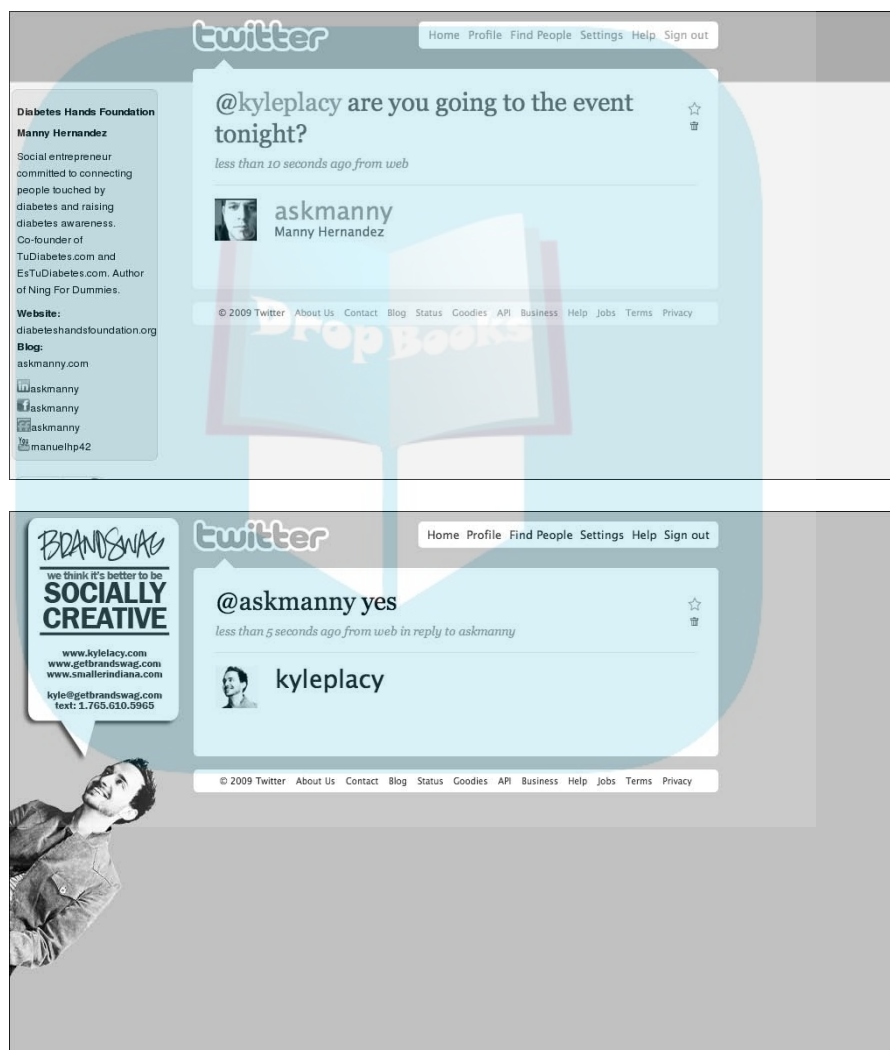 twitter
Home Profile Find People Settings Help Sign out
@kyleplacy are you going to the event
tonight?
less than 10 seconds ago from web
askmanny
Manny Hernandez
© 2009 Twitter About Us Contact Blog Status Goodies API Business Help Jobs Terms Privacy
Diabetes Hands Foundation
Manny Hernandez
Social entrepreneur
committed to connecting
people touched by
diabetes and raising
diabetes awareness.
Co-founder of
TuDiabetes.com and
EsTuDiabetes.com. Author
of Ning For Dummies.
Website:
diabeteshandsfoundation.org
Blog:
askmanny.com
in askmanny
f askmanny
ff askmanny
You manuelhp42
Drop Books
BRANDSWAG
we think it's better to be
SOCIALLY
CREATIVE
www.kylelacy.com
www.getbrandswag.com
www.smallerindiana.com
kyle@getbrandswag.com
text: 1.765.610.5965
twitter
Home Profile Find People Settings Help Sign out
@askmanny yes
less than 5 seconds ago from web in reply to askmanny
kyleplacy
© 2009 Twitter About Us Contact Blog Status Goodies API Business Help Jobs Terms Privacy